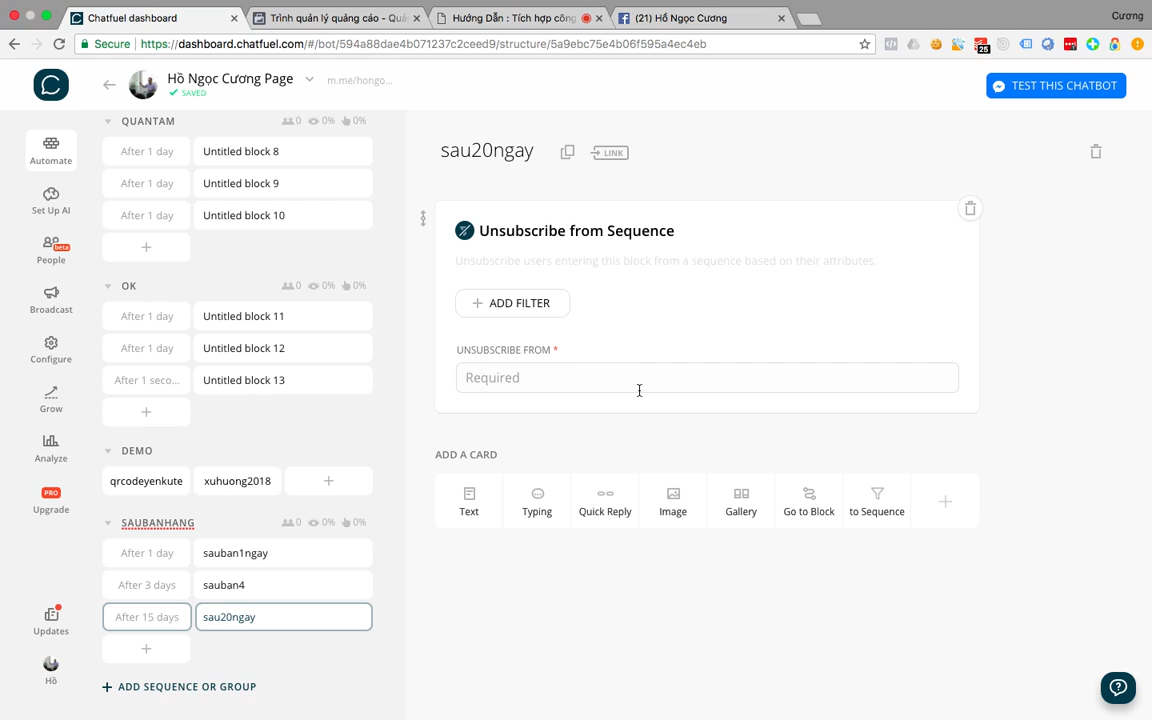 Chatfuel dashboard
Trình quản lý quảng cáo - Quả
Hướng Dẫn : Tích hợp công
(21) Hồ Ngọc Cương
Cương
Secure
https://dashboard.chatfuel.com/#/bot/594a88dae4b071237c2ceed9/structure/5a9ebc75e4b06f595a4ec4eb
25
Hồ Ngọc Cương Page
m.me/hongo...
SAVED
TEST THIS CHATBOT
Automate
Set Up AI
beta
People
Broadcast
Configure
Grow
Analyze
PRO
Upgrade
Updates
Hồ
QUANTAM
0 0% 0%
After 1 day
Untitled block 8
After 1 day
Untitled block 9
After 1 day
Untitled block 10
+
OK
0 0% 0%
After 1 day
Untitled block 11
After 1 day
Untitled block 12
After 1 seco...
Untitled block 13
+
DEMO
qrcodeyenkute
xuhuong2018
+
SAUBANHANG
0 0% 0%
After 1 day
sauban1ngay
After 3 days
sauban4
After 15 days
sau20ngay
+
+ ADD SEQUENCE OR GROUP
sau20ngay
LINK
Unsubscribe from Sequence
Unsubscribe users entering this block from a sequence based on their attributes.
+ ADD FILTER
UNSUBSCRIBE FROM *
Required
ADD A CARD
Text
Typing
Quick Reply
Image
Gallery
Go to Block
to Sequence
+